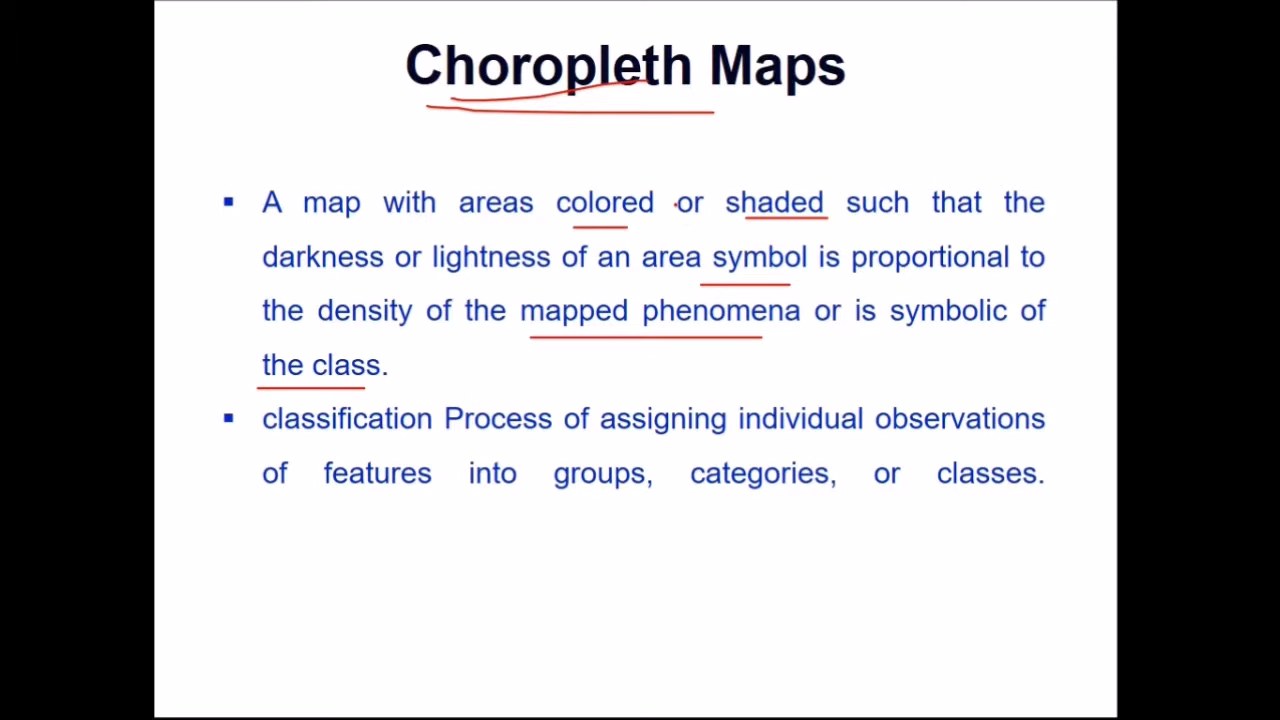 Choropleth Maps
▪ A map with areas colored or shaded such that the
darkness or lightness of an area symbol is proportional to
the density of the mapped phenomena or is symbolic of
the class.
▪ classification Process of assigning individual observations
of features into groups, categories, or classes.